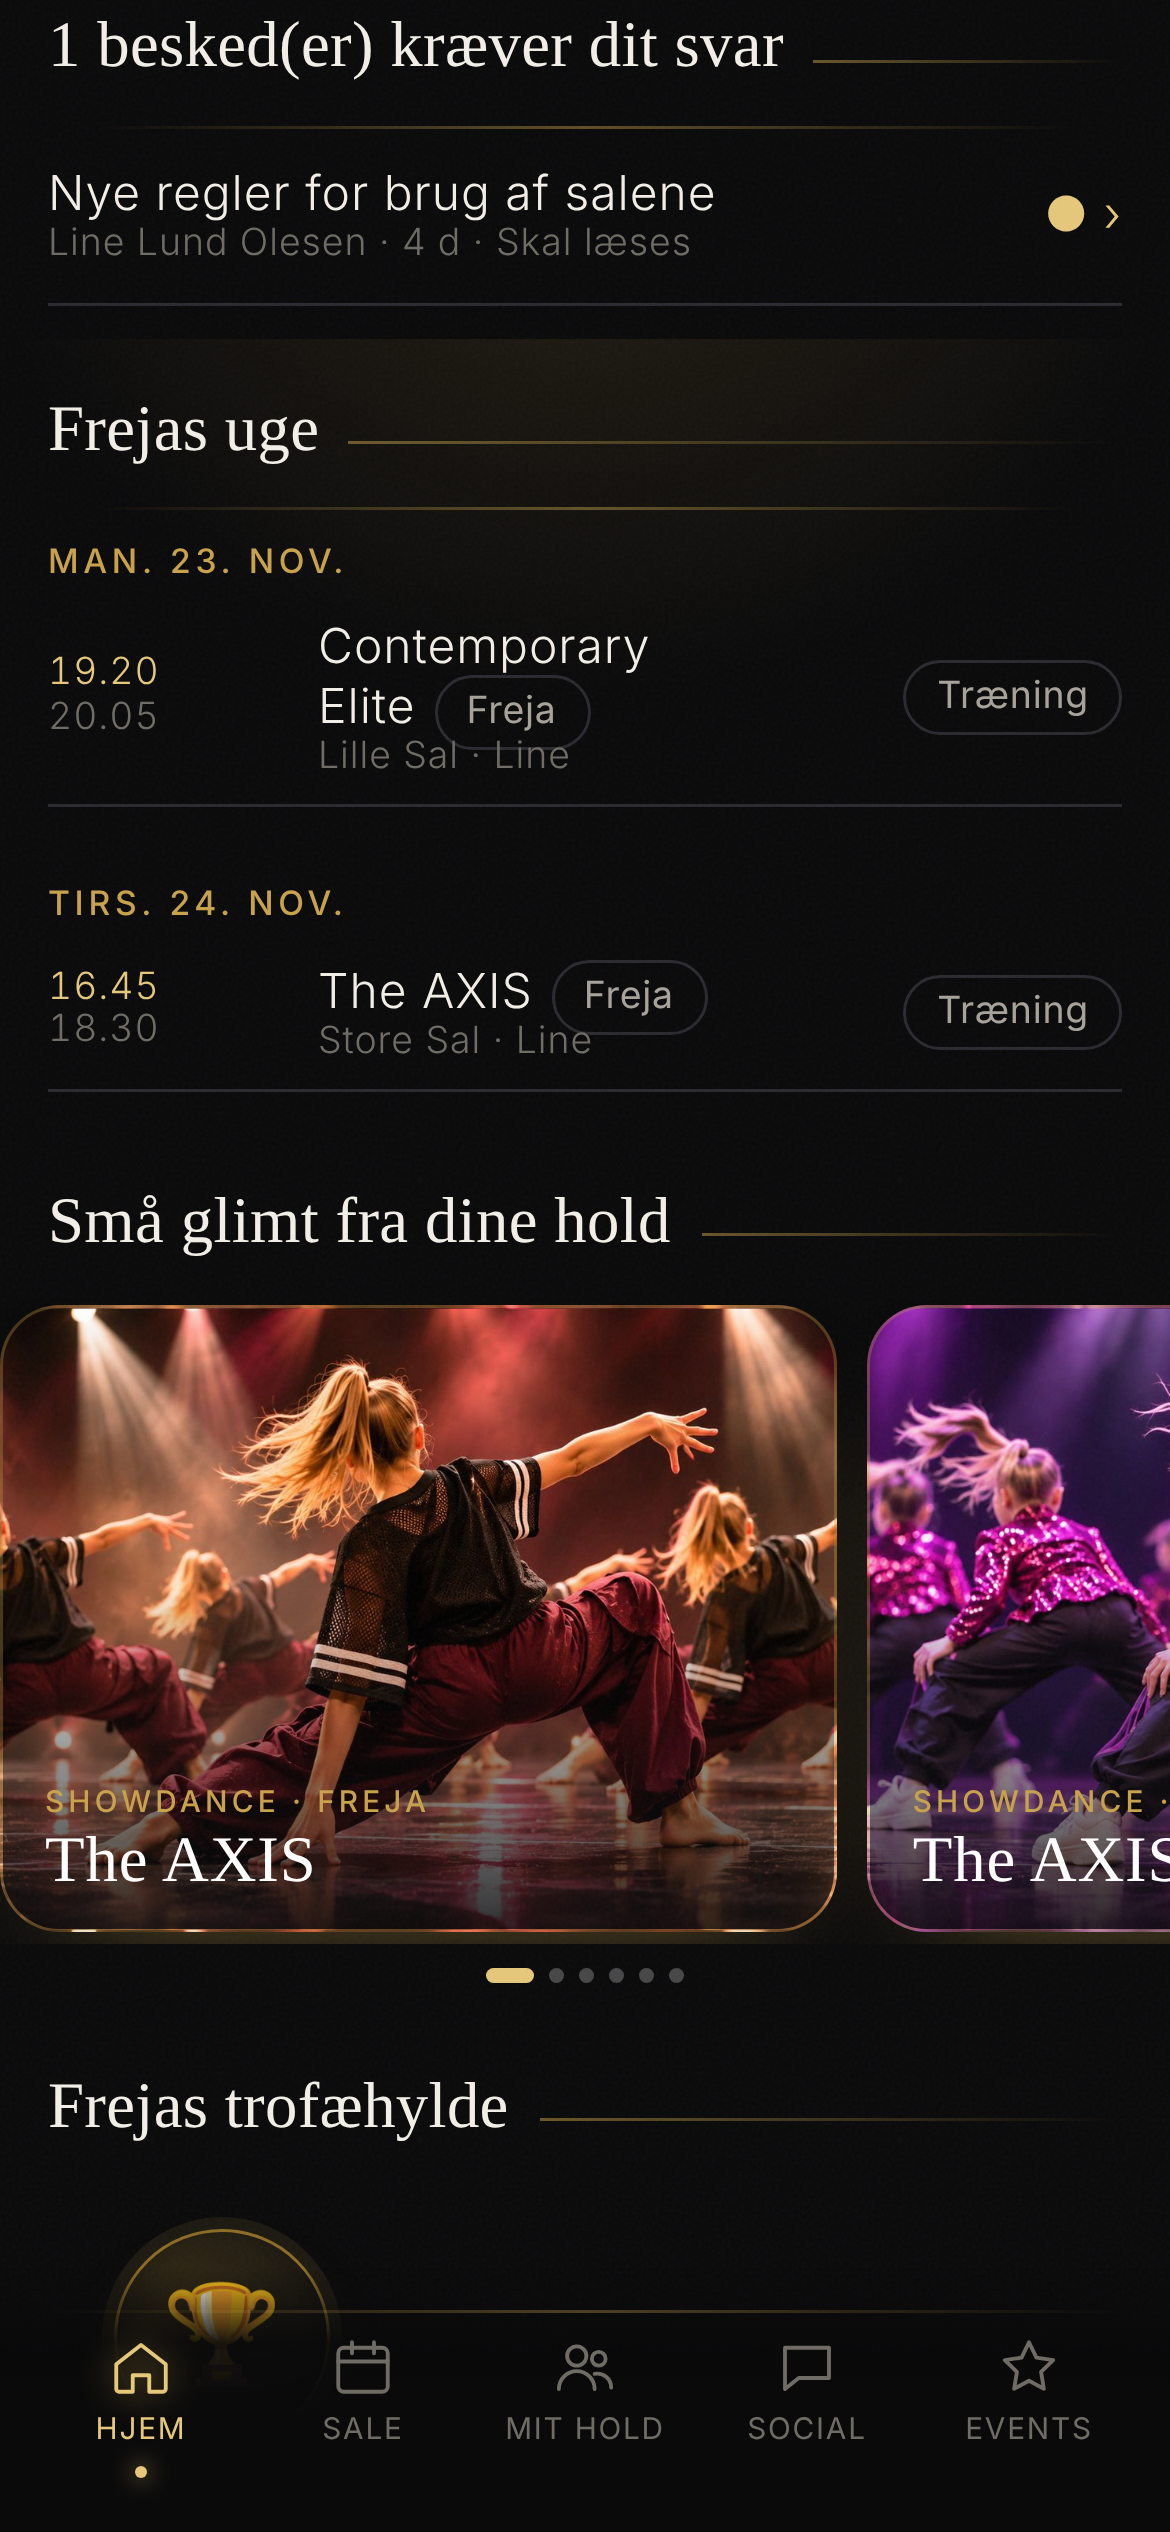 1 besked(er) kræver dit svar
Nye regler for brug af salene
Line Lund Olesen · 4 d · Skal læses
Frejas uge
MAN. 23. NOV.
19.20
20.05
Contemporary
Elite Freja
Lille Sal · Line
Træning
TIRS. 24. NOV.
16.45
18.30
The AXIS Freja
Store Sal · Line
Træning
Små glimt fra dine hold
SHOWDANCE · FREJA
The AXIS
SHOWDANCE ·
The AXIS
Frejas trofæhylde
HJEM
SALE
MIT HOLD
SOCIAL
EVENTS